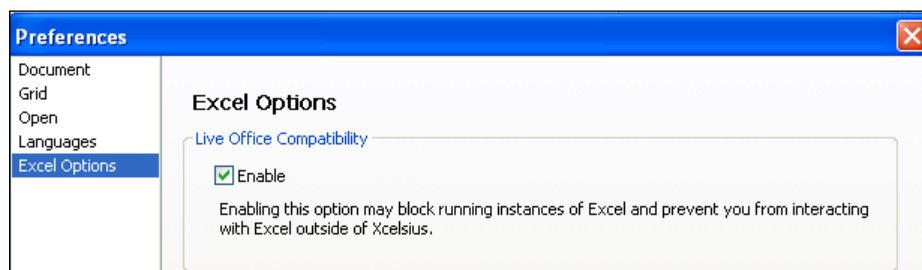 Preferences
Document
Grid
Open
Languages
Excel Options
Excel Options
Live Office Compatibility
Enable
Enabling this option may block running instances of Excel and prevent you from interacting
with Excel outside of Xcelsius.